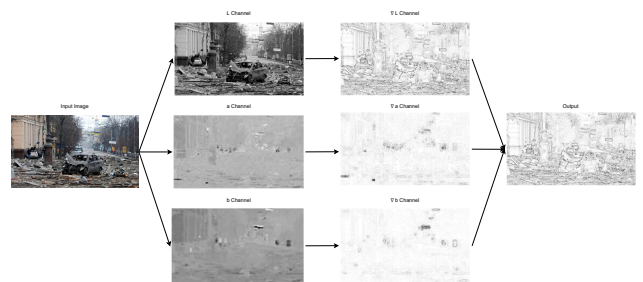 L Channel
∇ L Channel
Input Image
a Channel
∇ a Channel
Output
b Channel
∇ b Channel